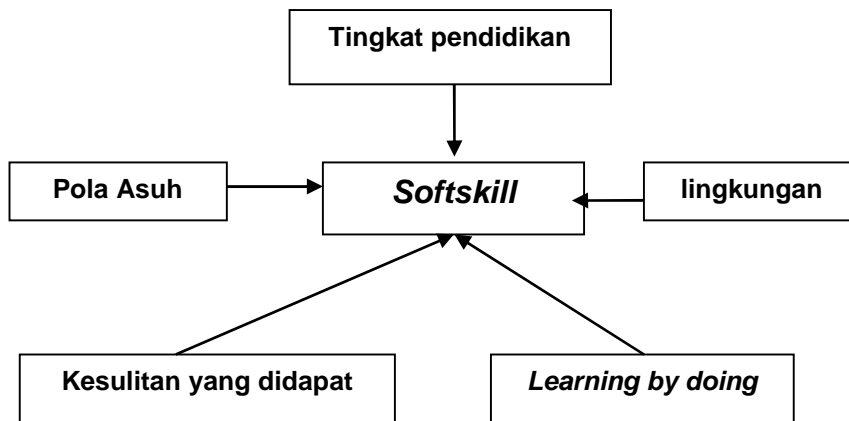 Tingkat pendidikan
Pola Asuh
Softskill
lingkungan
Kesulitan yang didapat
Learning by doing